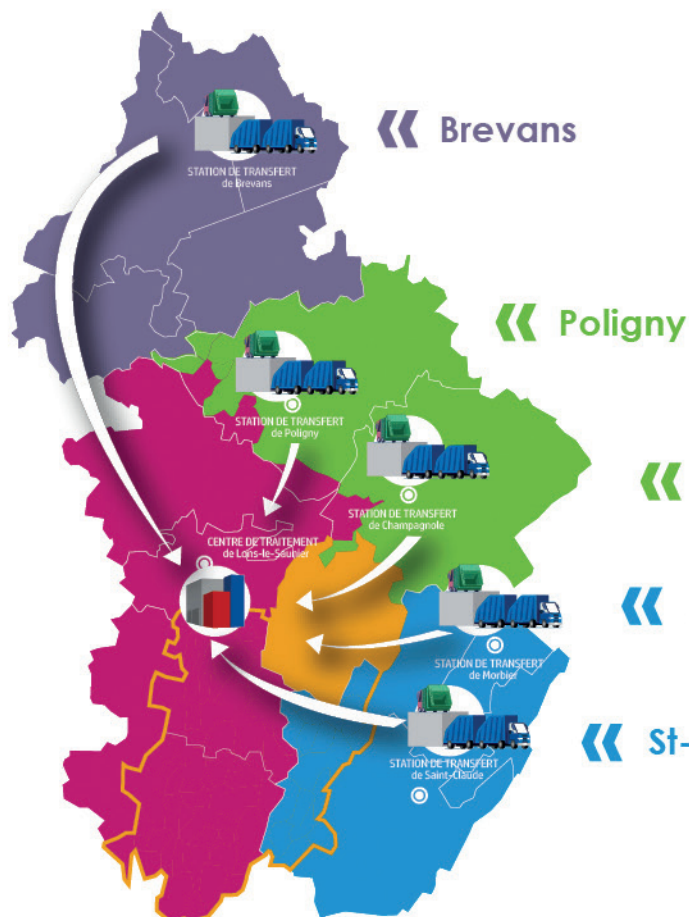 Brevans
STATION DE TRANSFERT
de Brevans
Poligny
STATION DE TRANSFERT
de Poligny
STATION DE TRANSFERT
de Champagnole
CENTRE DE TRAITEMENT
de Lons-le-Saunier
STATION DE TRANSFERT
de Morbier
St-
STATION DE TRANSFERT
de Saint-Claude